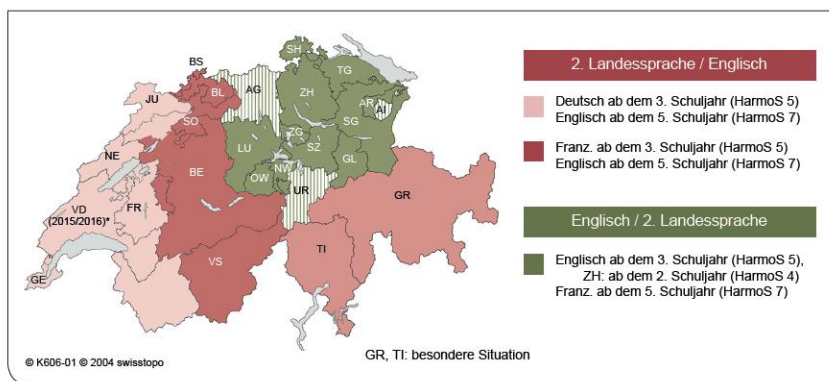 SH
BS
TG
BL
AG
ZH
JU
AR
AI
SO
ZG
SG
LU
SZ
NE
BE
NW
GL
OW
UR
GR
VD
(2015/2016)*
FR
TI
VS
GE
© K606-01 © 2004 swisstopo
GR, TI: besondere Situation
2. Landessprache / Englisch
Deutsch ab dem 3. Schuljahr (HarmoS 5)
Englisch ab dem 5. Schuljahr (HarmoS 7)
Franz. ab dem 3. Schuljahr (HarmoS 5)
Englisch ab dem 5. Schuljahr (HarmoS 7)
Englisch / 2. Landessprache
Englisch ab dem 3. Schuljahr (HarmoS 5),
ZH: ab dem 2. Schuljahr (HarmoS 4)
Franz. ab dem 5. Schuljahr (HarmoS 7)